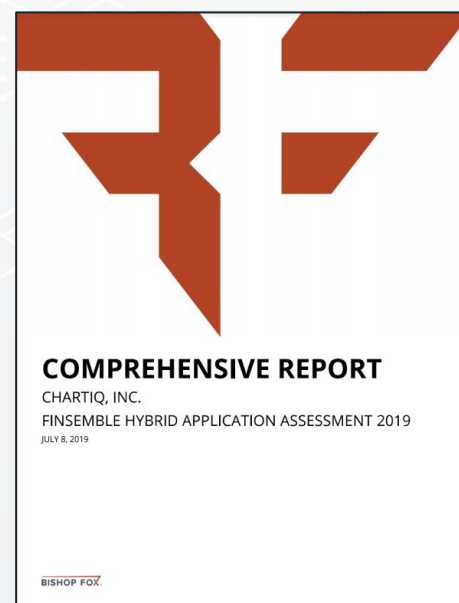 COMPREHENSIVE REPORT
CHARTIQ, INC.
FINSEMBLE HYBRID APPLICATION ASSESSMENT 2019
JULY 8, 2019
BISHOP FOX